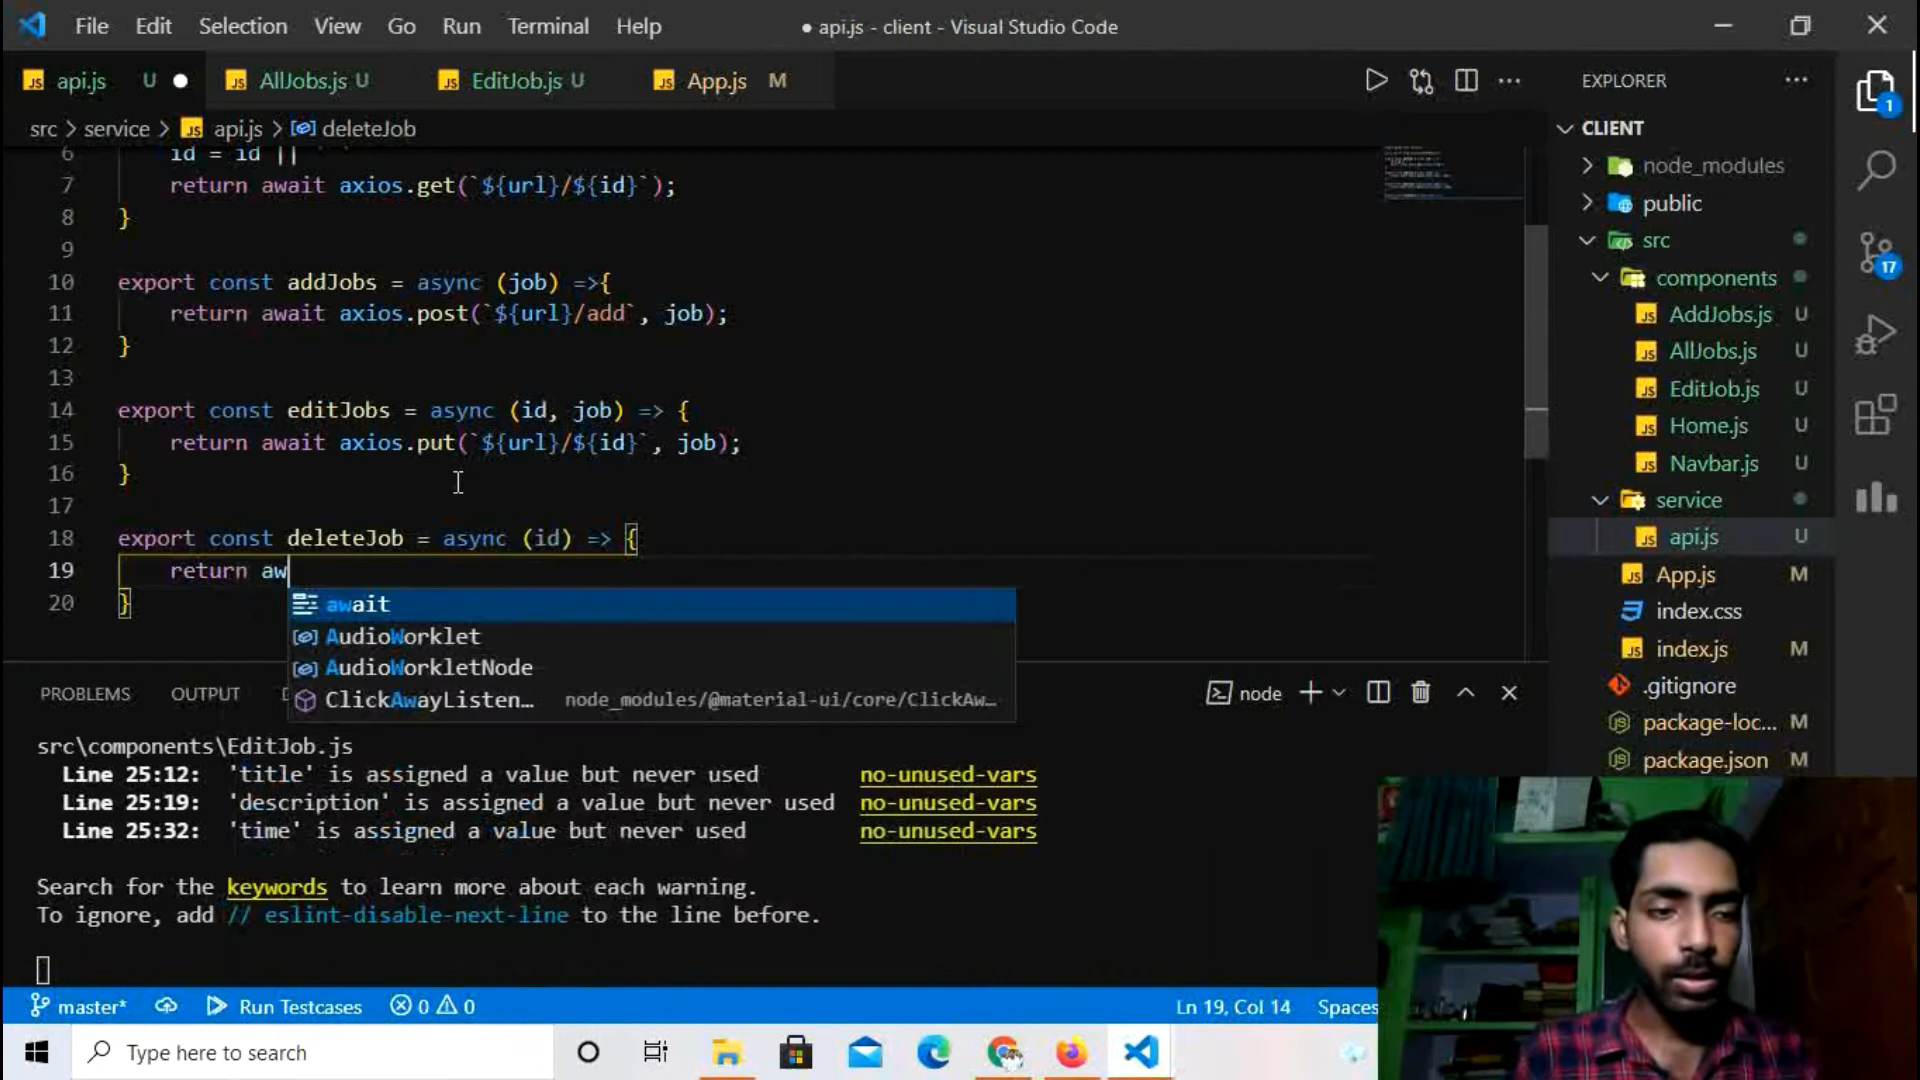 File Edit Selection View Go Run Terminal Help ● api.js - client - Visual Studio Code
JS api.js U ● JS AllJobs.js U JS EditJob.js U JS App.js M
EXPLORER ...
src > service > JS api.js > deleteJob
CLIENT
6 id = id ||
7 return await axios.get(`${url}/${id}`);
8 }
9
10 export const addJobs = async (job) =>{
11 return await axios.post(`${url}/add`, job);
12 }
13
14 export const editJobs = async (id, job) => {
15 return await axios.put(`${url}/${id}`, job);
16 }
17
18 export const deleteJob = async (id) => {
19 return aw
20 }
await
AudioWorklet
AudioWorkletNode
ClickAwayListen… node_modules/@material-ui/core/ClickAw…
node_modules
public
src
components
JS AddJobs.js U
JS AllJobs.js U
JS EditJob.js U
JS Home.js U
JS Navbar.js U
service
JS api.js U
JS App.js M
index.css
JS index.js M
.gitignore
package-loc... M
package.json M
1
17
PROBLEMS OUTPUT D node
src\components\EditJob.js
Line 25:12: 'title' is assigned a value but never used no-unused-vars
Line 25:19: 'description' is assigned a value but never used no-unused-vars
Line 25:32: 'time' is assigned a value but never used no-unused-vars
Search for the keywords to learn more about each warning.
To ignore, add // eslint-disable-next-line to the line before.
master* Run Testcases 0 0 Ln 19, Col 14 Spaces
Type here to search